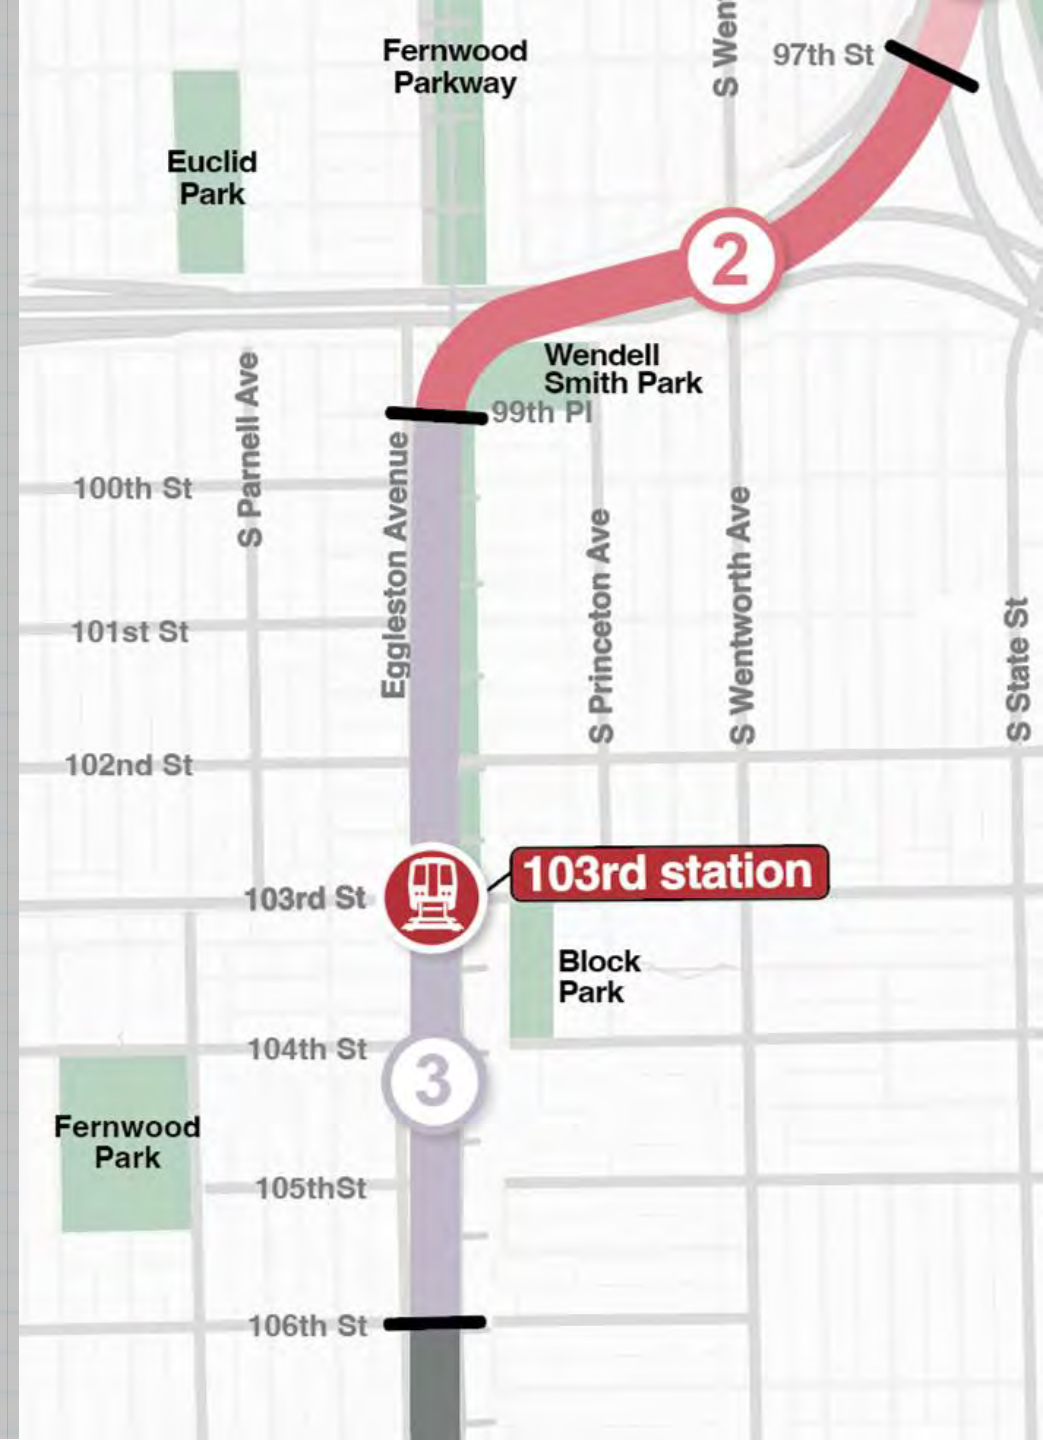 Fernwood
Parkway
S Wen
97th St
Euclid
Park
2
Wendell
Smith Park
99th Pl
S Parnell Ave
Eggleston Avenue
100th St
S Princeton Ave
S Wentworth Ave
S State St
101st St
102nd St
103rd station
103rd St
Block
Park
104th St
3
Fernwood
Park
105thSt
106th St